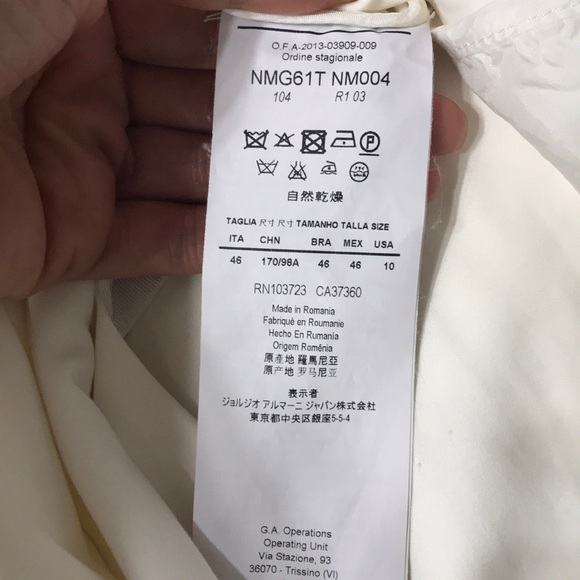 O.F.A-2013-03909-009
Ordine stagionale
NMG61T NM004
104 R1 03
自然乾燥
TAGLIA 尺寸 尺寸 TAMANHO TALLA SIZE
ITA CHN BRA MEX USA
46 170/98A 46 46 10
RN103723 CA37360
Made in Romania
Fabriqué en Roumanie
Hecho En Rumania
Origem Romênia
原產地 羅馬尼亞
原产地 罗马尼亚
表示者
ジョルジオ アルマーニ ジャパン株式会社
東京都中央区銀座5-5-4
G.A. Operations
Operating Unit
Via Stazione, 93
36070 - Trissino (VI)